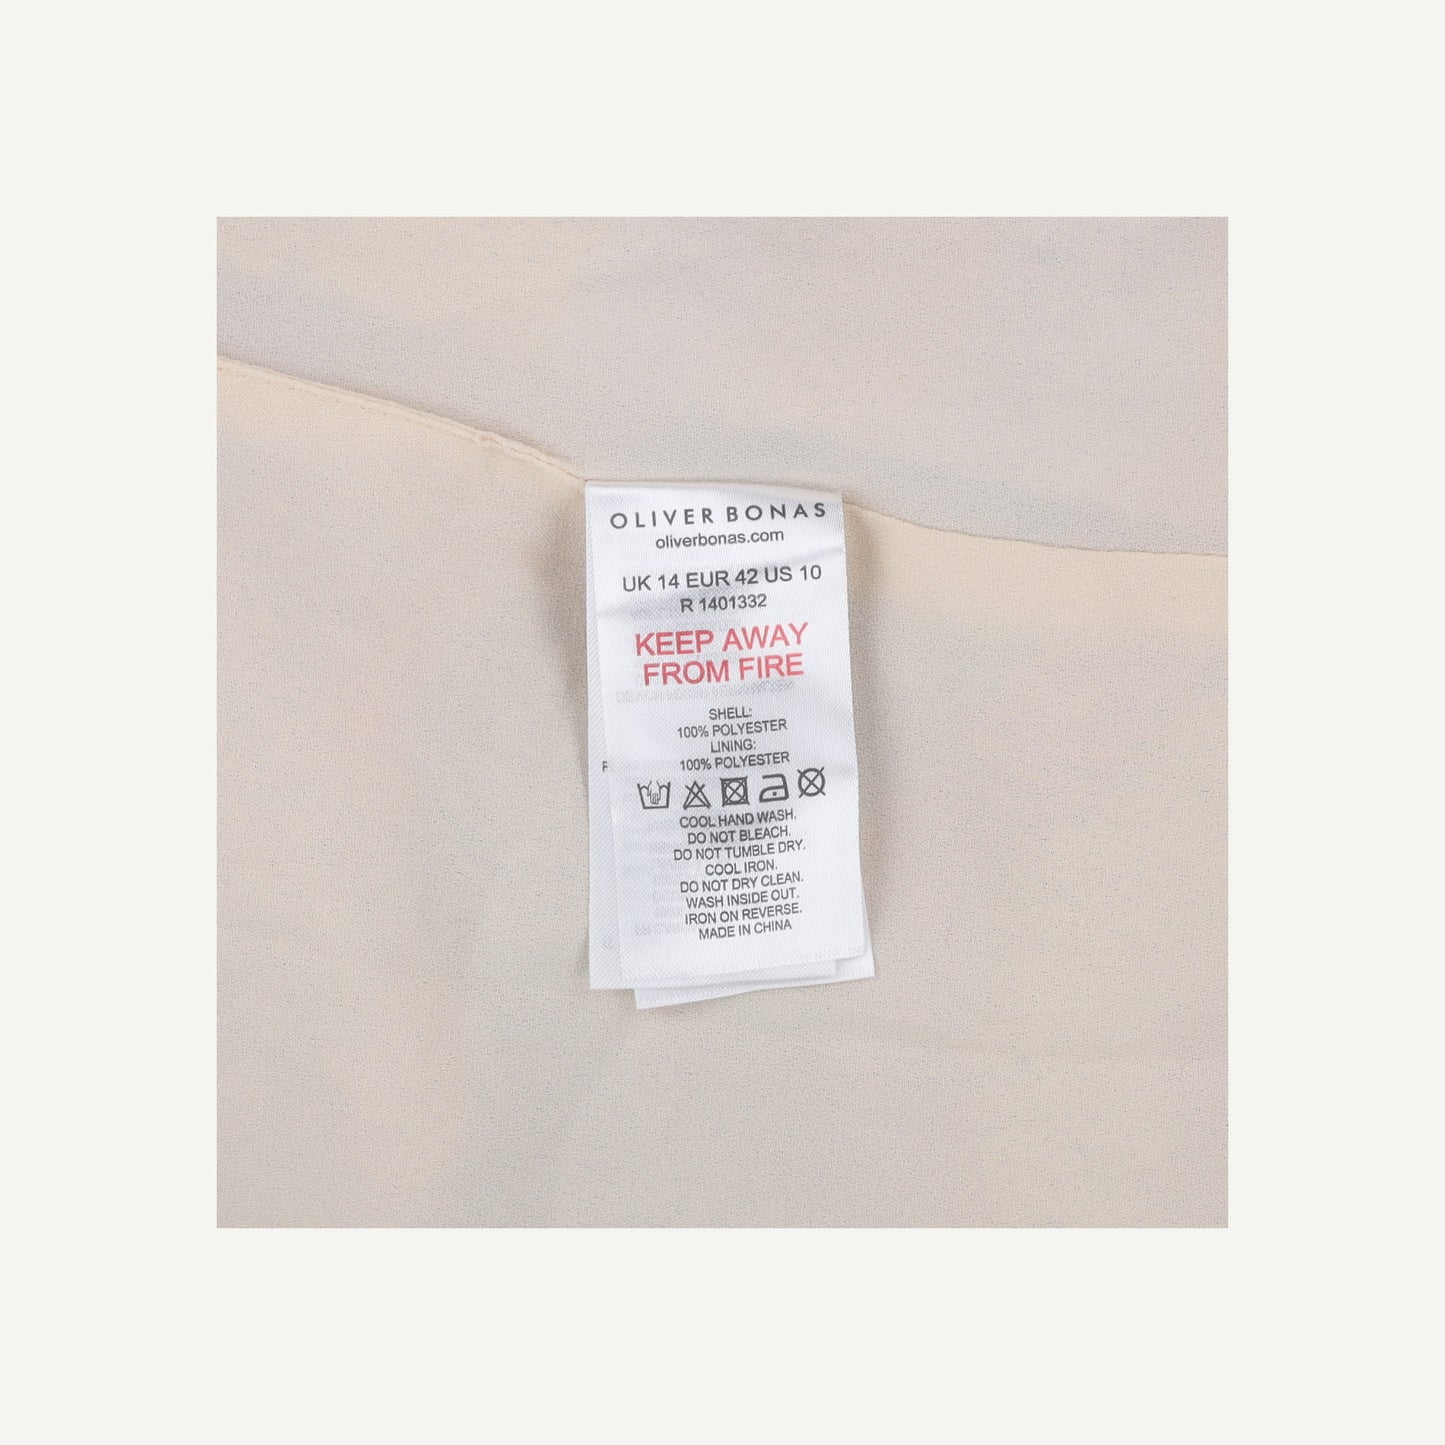 OLIVER BONAS
oliverbonas.com
UK 14 EUR 42 US 10
R 1401332
KEEP AWAY
FROM FIRE
SHELL:
100% POLYESTER
LINING:
100% POLYESTER
COOL HAND WASH.
DO NOT BLEACH.
DO NOT TUMBLE DRY.
COOL IRON.
DO NOT DRY CLEAN.
WASH INSIDE OUT.
IRON ON REVERSE.
MADE IN CHINA